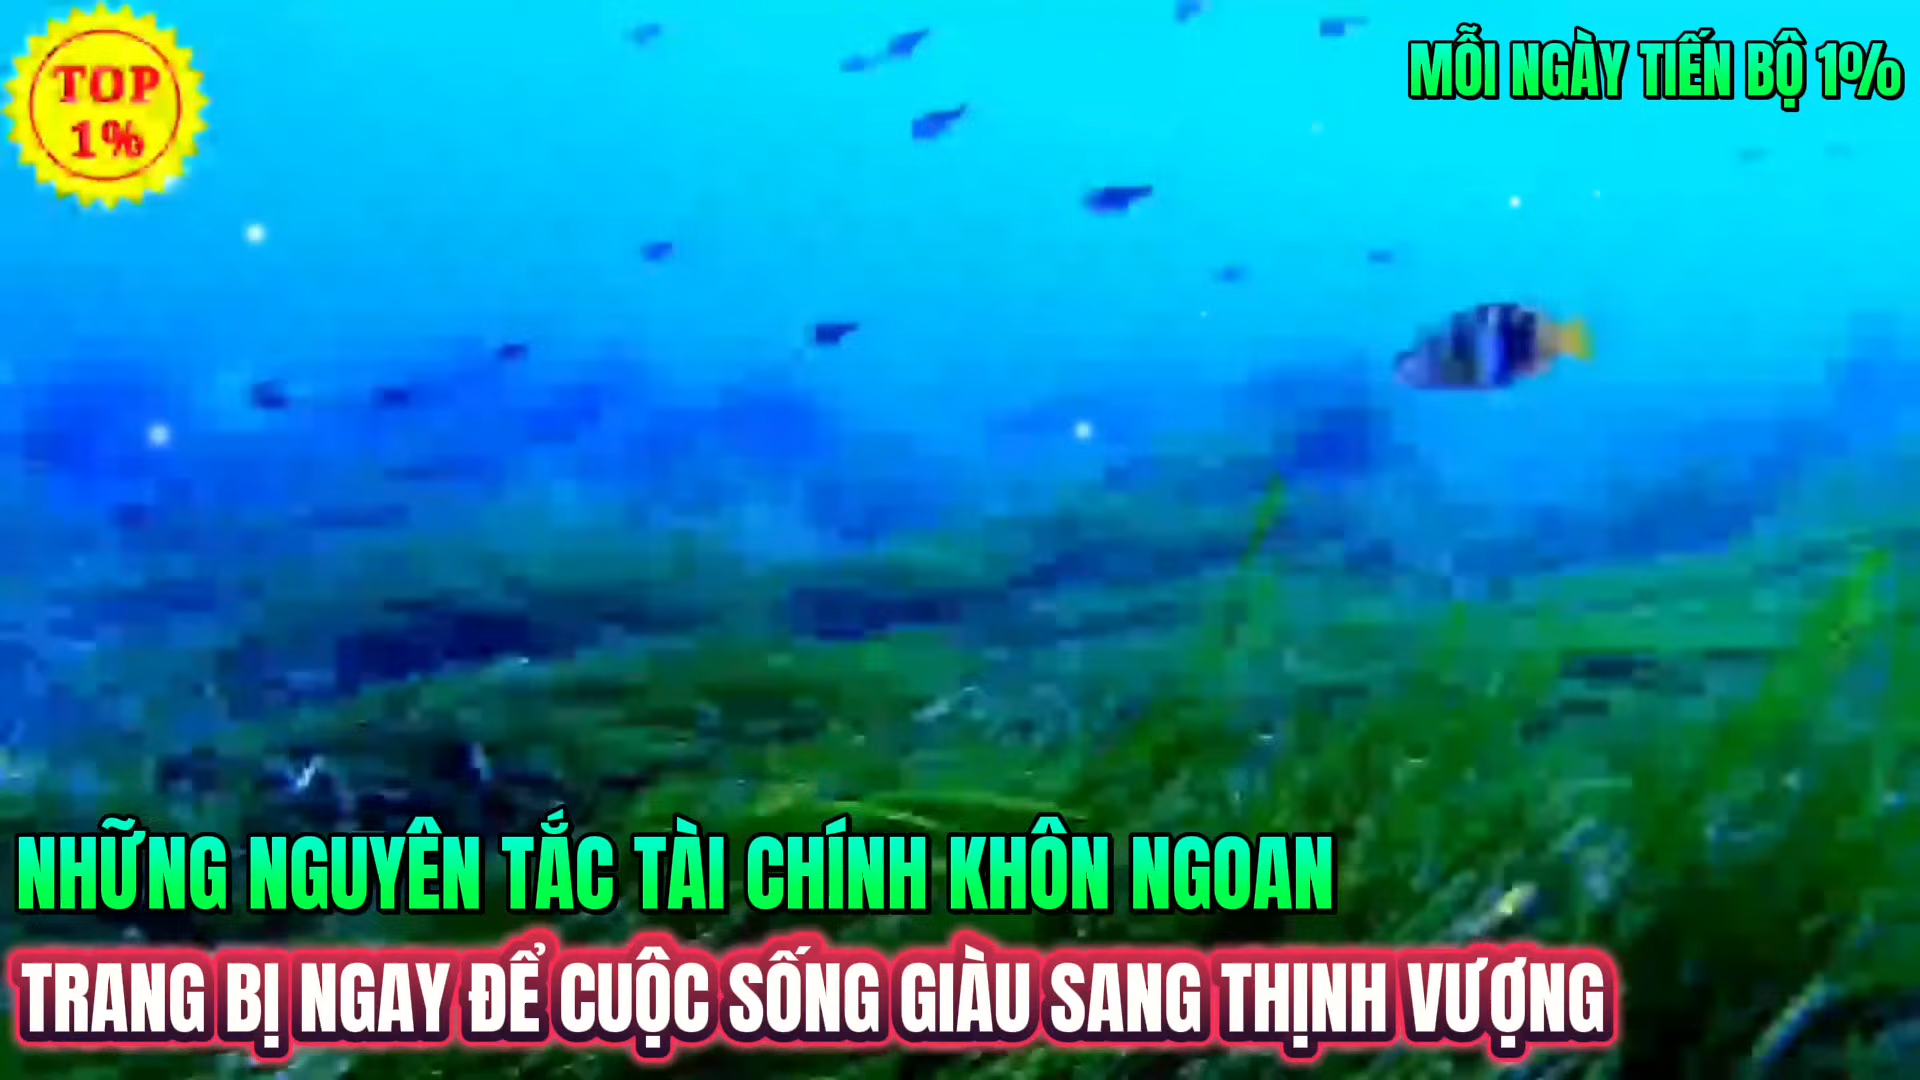 TOP
1%
MỖI NGÀY TIẾN BỘ 1%
NHỮNG NGUYÊN TẮC TÀI CHÍNH KHÔN NGOAN
TRANG BỊ NGAY ĐỂ CUỘC SỐNG GIÀU SANG THỊNH VƯỢNG